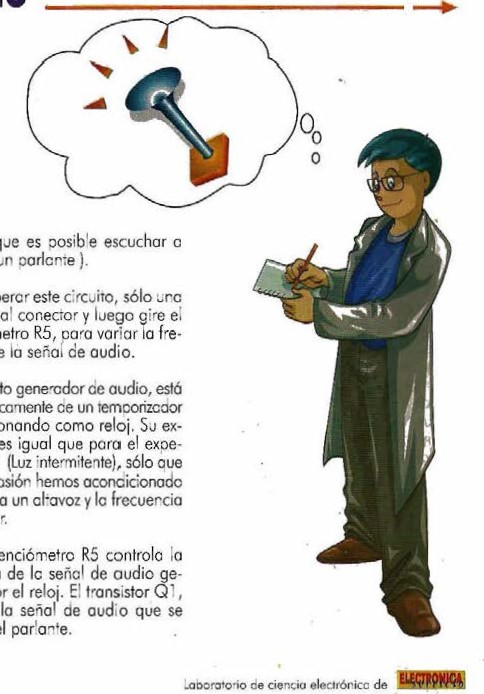 que es posible escuchar a
un parlante ).
perar este circuito, sólo una
al conector y luego gire el
metro R5, para variar la fre-
e la señal de audio.
to generador de audio, está
camente de un temporizador
onando como reloj. Su ex-
es igual que para el expe-
(Luz intermitente), sólo que
asión hemos acondicionado
a un altavoz y la frecuencia
r.
enciómetro R5 controla la
de la señal de audio ge-
or el reloj. El transistor Q1,
la señal de audio que se
el parlante.
Laboratorio de ciencia electrónica de ELECTRONICA